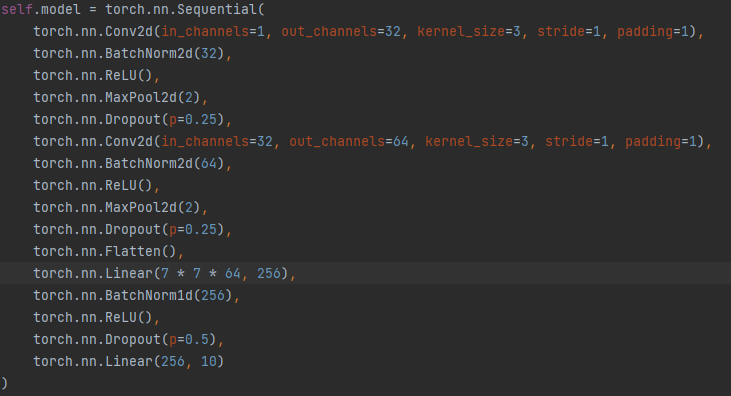 self.model = torch.nn.Sequential(
    torch.nn.Conv2d(in_channels=1, out_channels=32, kernel_size=3, stride=1, padding=1),
    torch.nn.BatchNorm2d(32),
    torch.nn.ReLU(),
    torch.nn.MaxPool2d(2),
    torch.nn.Dropout(p=0.25),
    torch.nn.Conv2d(in_channels=32, out_channels=64, kernel_size=3, stride=1, padding=1),
    torch.nn.BatchNorm2d(64),
    torch.nn.ReLU(),
    torch.nn.MaxPool2d(2),
    torch.nn.Dropout(p=0.25),
    torch.nn.Flatten(),
    torch.nn.Linear(7 * 7 * 64, 256),
    torch.nn.BatchNorm1d(256),
    torch.nn.ReLU(),
    torch.nn.Dropout(p=0.5),
    torch.nn.Linear(256, 10)
)